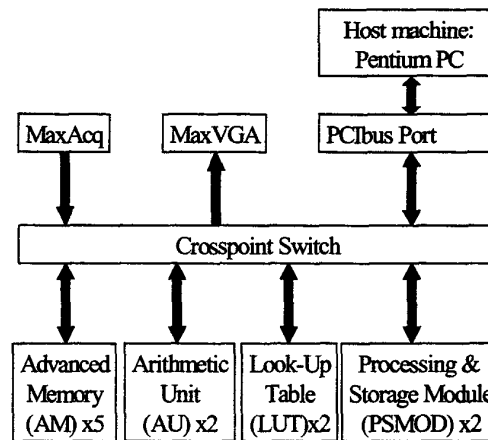 Host machine:
Pentium PC
MaxAcq
MaxVGA
PCIbus Port
Crosspoint Switch
Advanced
Memory
(AM) x5
Arithmetic
Unit
(AU) x2
Look-Up
Table
(LUT)x2
Processing &
Storage Module
(PSMOD) x2